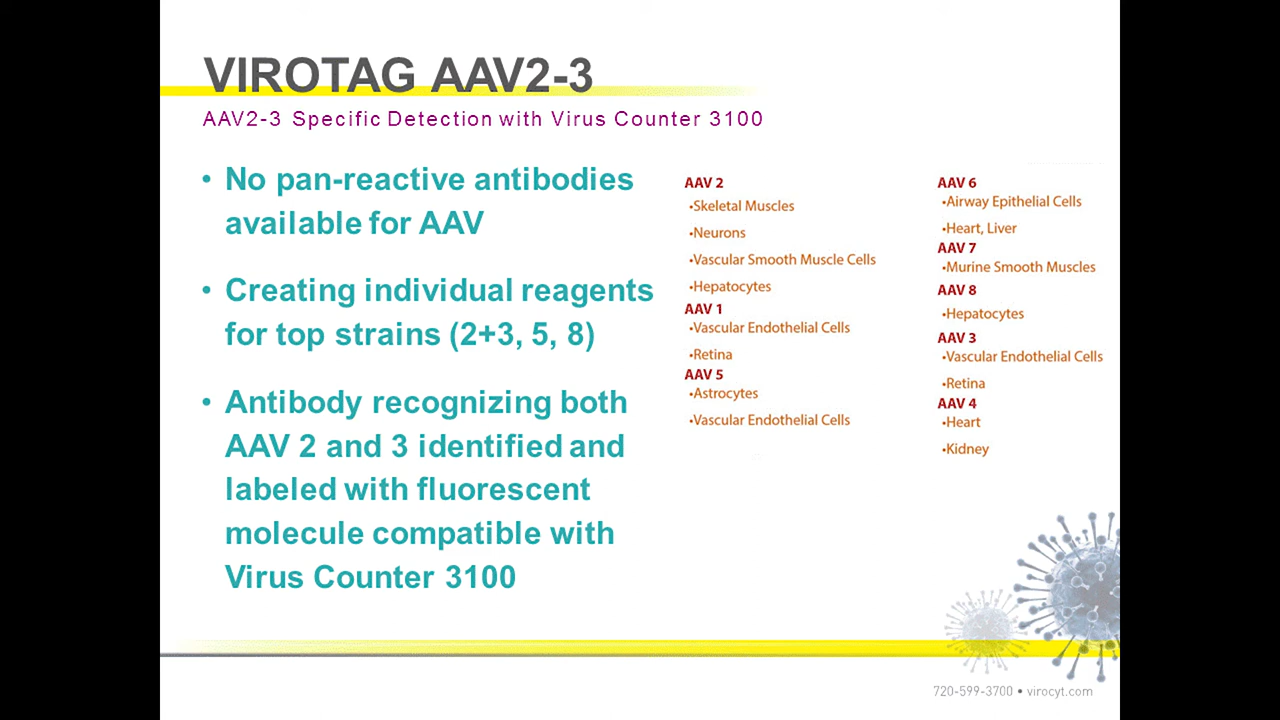 VIROTAG AAV2-3
AAV2-3 Specific Detection with Virus Counter 3100
• No pan-reactive antibodies
available for AAV
• Creating individual reagents
for top strains (2+3, 5, 8)
• Antibody recognizing both
AAV 2 and 3 identified and
labeled with fluorescent
molecule compatible with
Virus Counter 3100
AAV 2
•Skeletal Muscles
•Neurons
•Vascular Smooth Muscle Cells
•Hepatocytes
AAV 1
•Vascular Endothelial Cells
•Retina
AAV 5
•Astrocytes
•Vascular Endothelial Cells
AAV 6
•Airway Epithelial Cells
•Heart, Liver
AAV 7
•Murine Smooth Muscles
AAV 8
•Hepatocytes
AAV 3
•Vascular Endothelial Cells
•Retina
AAV 4
•Heart
•Kidney
720-599-3700 • virocyt.com